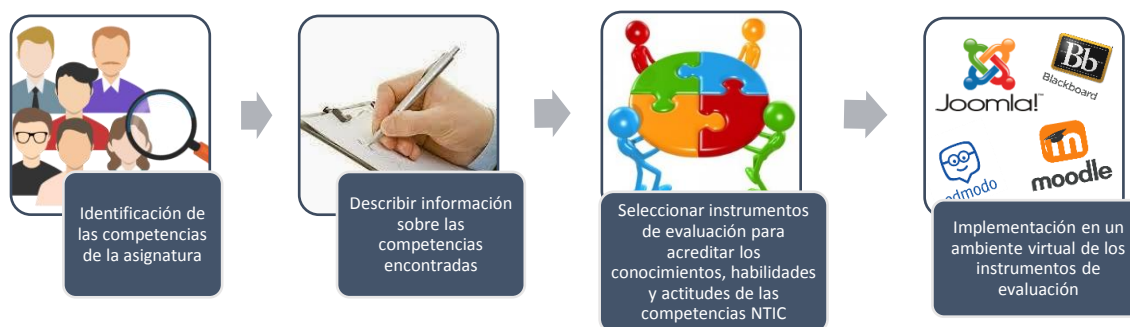 Identificación de
las competencias
de la asignatura
Describir información
sobre las
competencias
encontradas
Seleccionar instrumentos
de evaluación para
acreditar los
conocimientos, habilidades
y actitudes de las
competencias NTIC
Joomla!
Bb
Blackboard
edmodo
moodle
Implementación en un
ambiente virtual de los
instrumentos de
evaluación